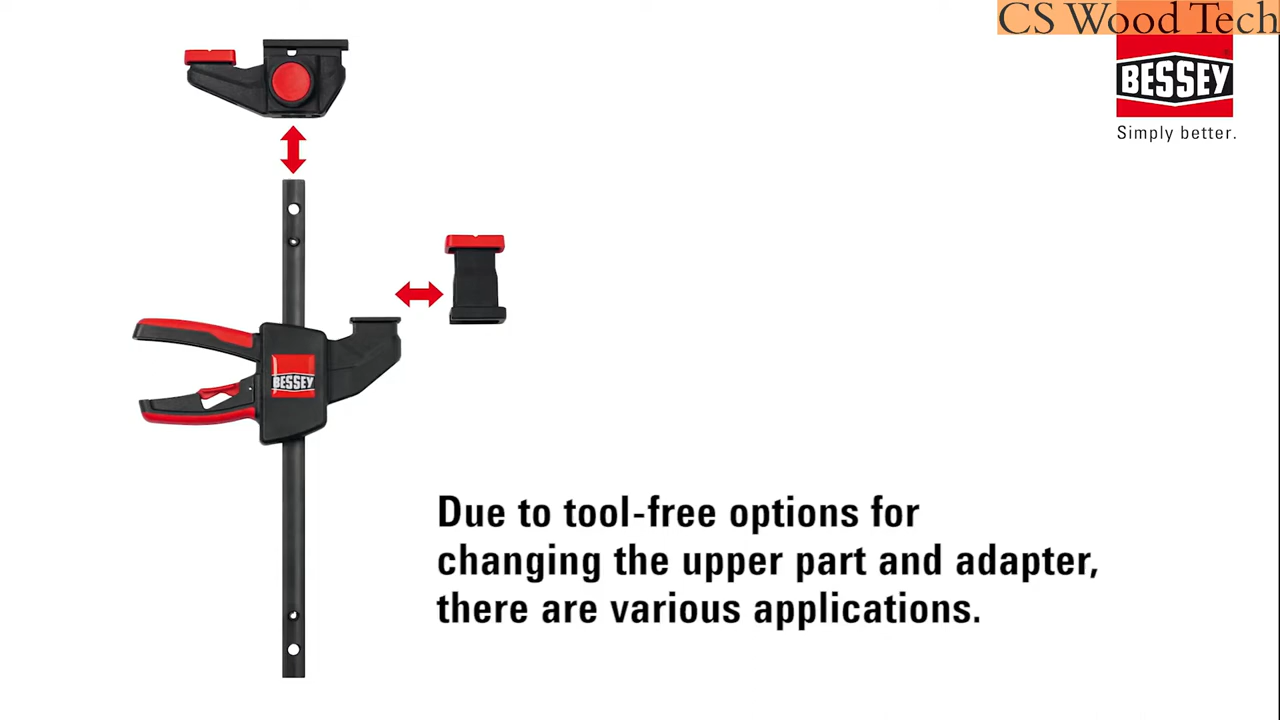 CS Wood Tech
BESSEY
®
Simply better.
BESSEY
Due to tool-free options for
changing the upper part and adapter,
there are various applications.